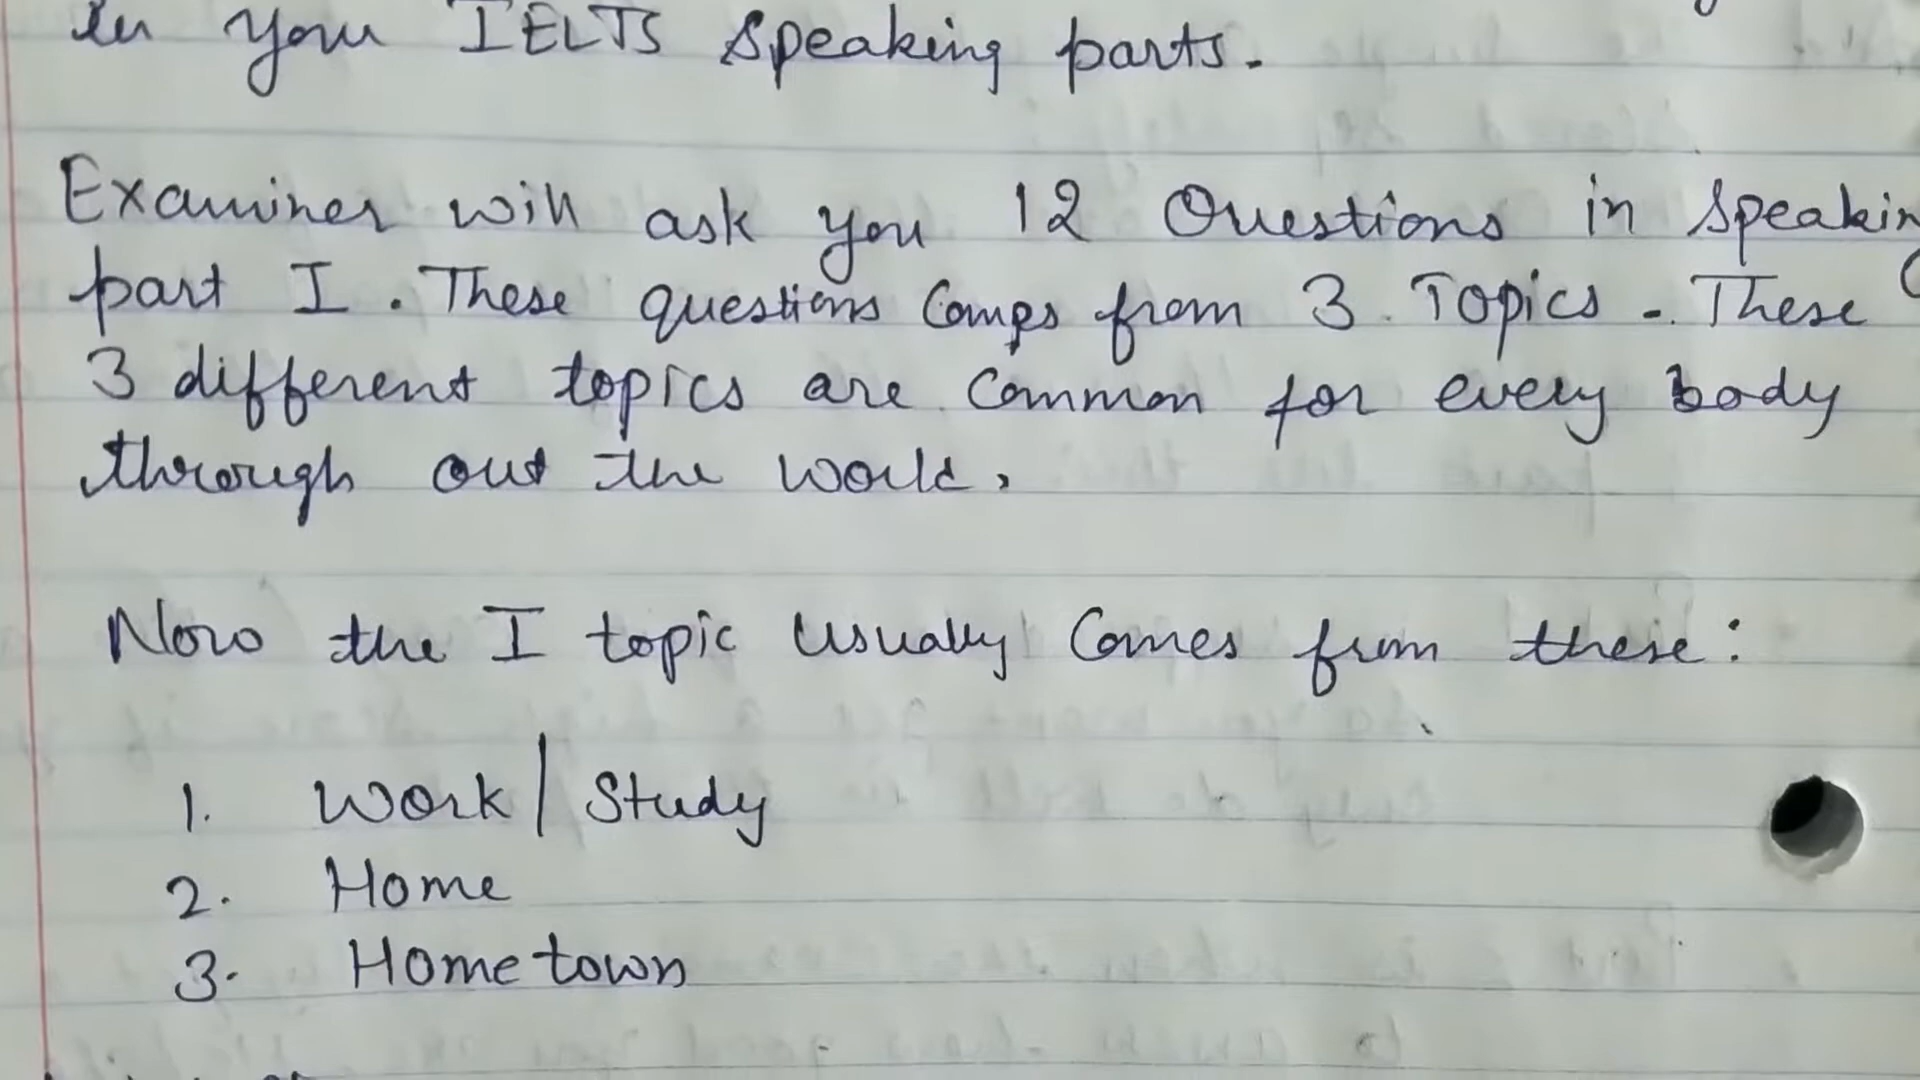 in your IELTS Speaking parts.
Examiner will ask you 12 Questions in Speakin
part I. These questions Comes from 3 Topics. These
3 different topics are Common for every body
through out the world.
Now the I topic usually Comes from these:
1. Work/Study
2. Home
3. Home town